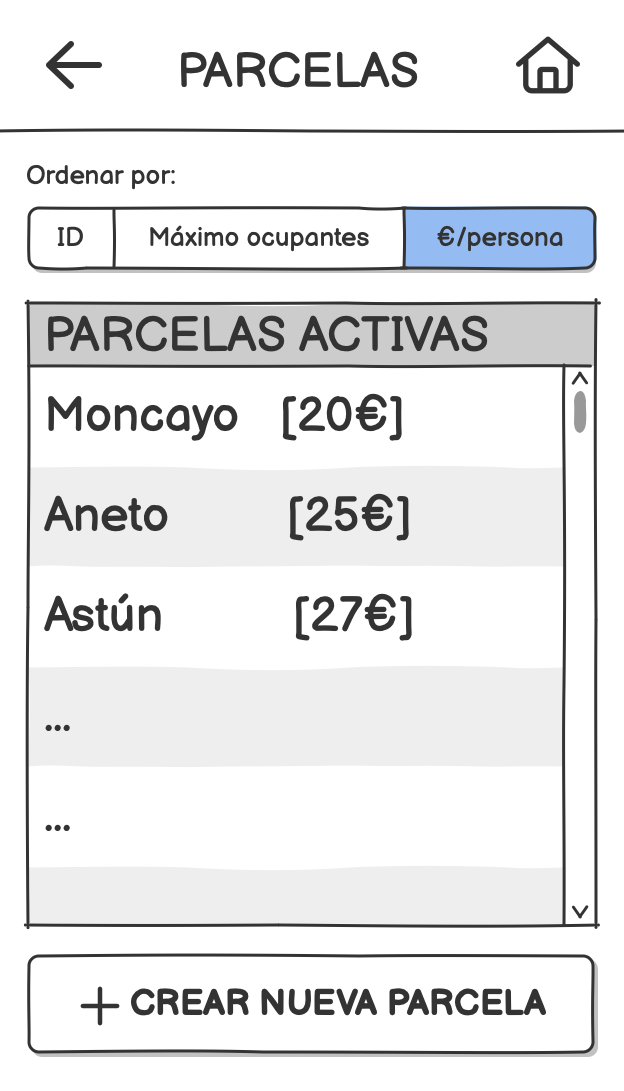 PARCELAS
Ordenar por:
ID Máximo ocupantes €/persona
PARCELAS ACTIVAS
Moncayo [20€]
Aneto [25€]
Astún [27€]
...
...
+ CREAR NUEVA PARCELA